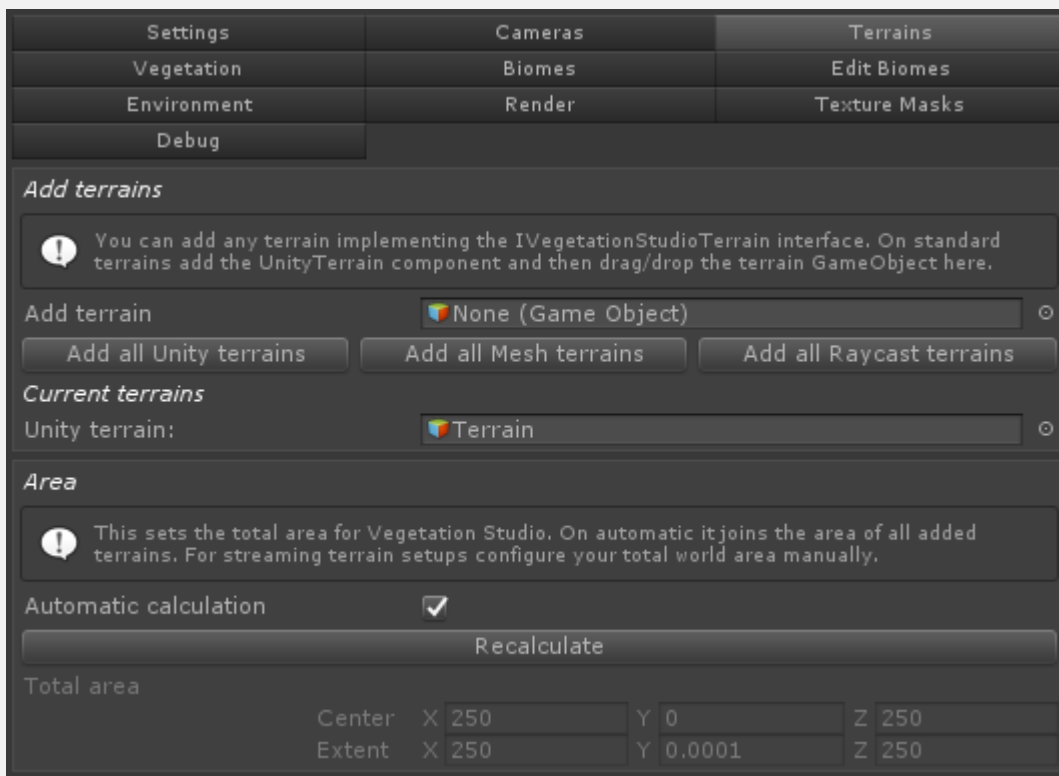 Settings Cameras Terrains
Vegetation Biomes Edit Biomes
Environment Render Texture Masks
Debug
Add terrains
You can add any terrain implementing the IVegetationStudioTerrain interface. On standard
terrains add the UnityTerrain component and then drag/drop the terrain GameObject here.
Add terrain None (Game Object)
Add all Unity terrains Add all Mesh terrains Add all Raycast terrains
Current terrains
Unity terrain: Terrain
Area
This sets the total area for Vegetation Studio. On automatic it joins the area of all added
terrains. For streaming terrain setups configure your total world area manually.
Automatic calculation
Recalculate
Total area
Center X 250 Y 0 Z 250
Extent X 250 Y 0.0001 Z 250